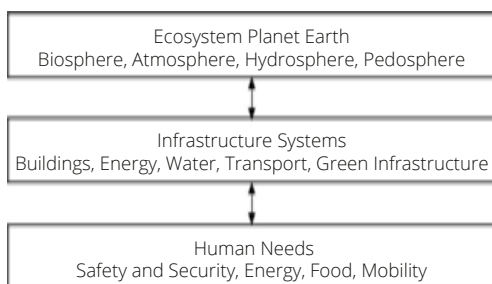 Ecosystem Planet Earth
Biosphere, Atmosphere, Hydrosphere, Pedosphere
Infrastructure Systems
Buildings, Energy, Water, Transport, Green Infrastructure
Human Needs
Safety and Security, Energy, Food, Mobility